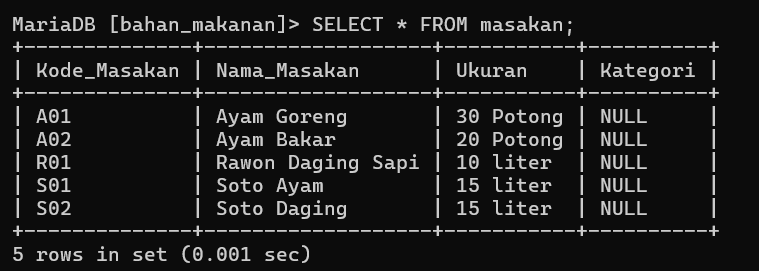 MariaDB [bahan_makanan]> SELECT * FROM masakan;
+--------------+-------------------+-----------+----------+
| Kode_Masakan | Nama_Masakan      | Ukuran    | Kategori |
+--------------+-------------------+-----------+----------+
| A01          | Ayam Goreng       | 30 Potong | NULL     |
| A02          | Ayam Bakar        | 20 Potong | NULL     |
| R01          | Rawon Daging Sapi | 10 liter  | NULL     |
| S01          | Soto Ayam         | 15 liter  | NULL     |
| S02          | Soto Daging       | 15 liter  | NULL     |
+--------------+-------------------+-----------+----------+
5 rows in set (0.001 sec)